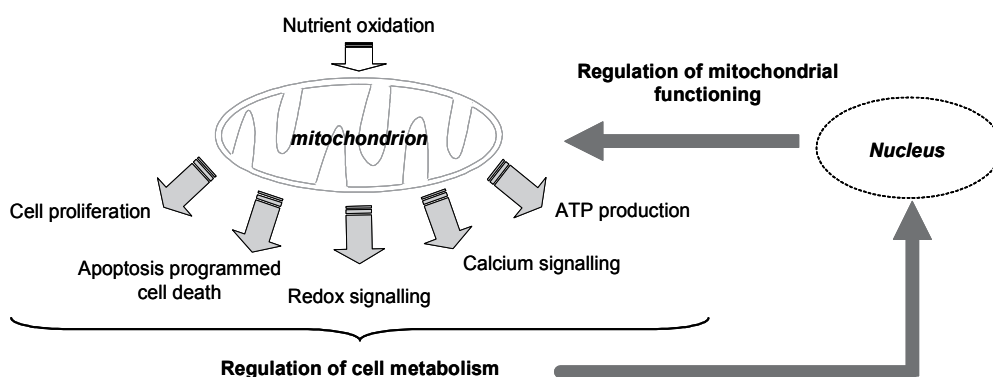 Nutrient oxidation
Regulation of mitochondrial
functioning
mitochondrion
Nucleus
Cell proliferation
ATP production
Apoptosis programmed
cell death
Calcium signalling
Redox signalling
Regulation of cell metabolism